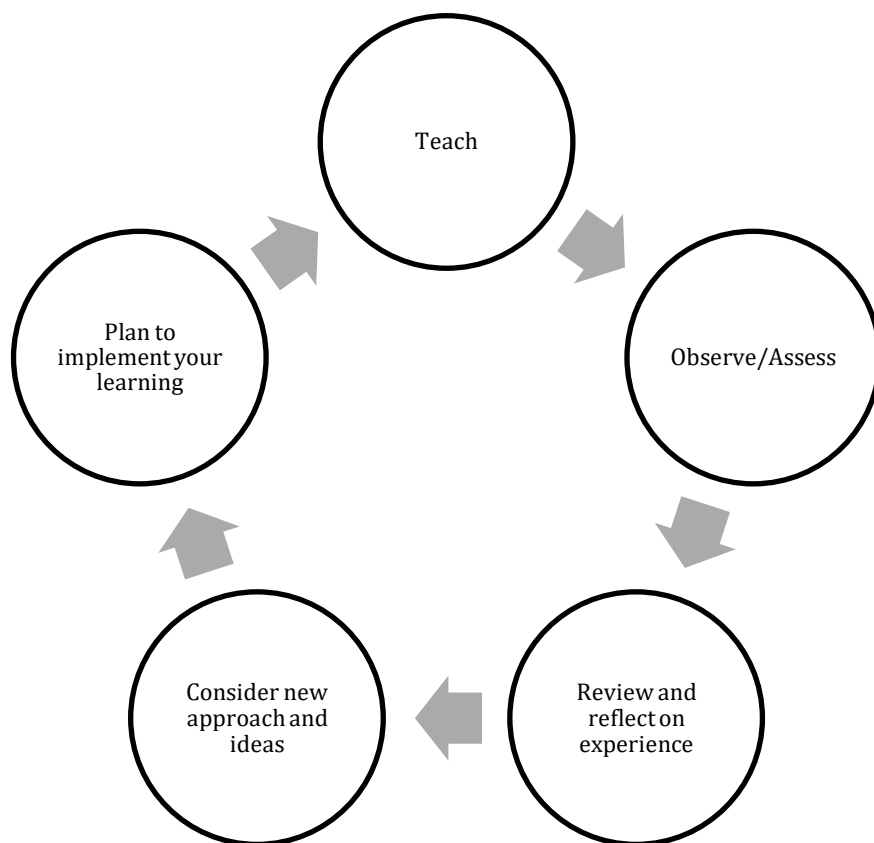 Teach
Observe/Assess
Review and
reflect on
experience
Consider new
approach and
ideas
Plan to
implement your
learning